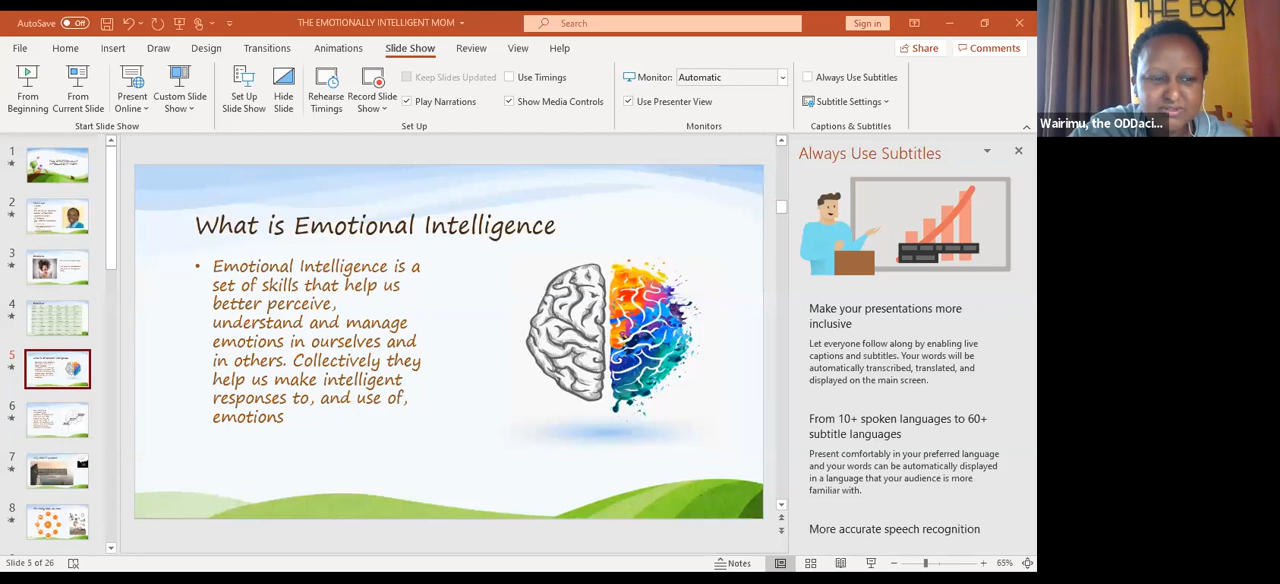 AutoSave Off
THE EMOTIONALLY INTELLIGENT MOM
Search
Sign in
File Home Insert Draw Design Transitions Animations Slide Show Review View Help
Share Comments
From Beginning
From Current Slide
Present Online
Custom Slide Show
Set Up Slide Show
Hide Slide
Rehearse Timings
Record Slide Show
Keep Slides Updated
Play Narrations
Use Timings
Show Media Controls
Monitor: Automatic
Use Presenter View
Always Use Subtitles
Subtitle Settings
Start Slide Show
Set Up
Monitors
Captions & Subtitles
1
2
3
4
5
6
7
8
What is Emotional Intelligence
• Emotional Intelligence is a
set of skills that help us
better perceive,
understand and manage
emotions in ourselves and
in others. Collectively they
help us make intelligent
responses to, and use of,
emotions
Always Use Subtitles
Make your presentations more
inclusive
Let everyone follow along by enabling live
captions and subtitles. Your words will be
automatically transcribed, translated, and
displayed on the main screen.
From 10+ spoken languages to 60+
subtitle languages
Present comfortably in your preferred language
and your words can be automatically displayed
in a language that your audience is more
familiar with.
More accurate speech recognition
THE BOX
Wairimu, the ODDaci...
Slide 5 of 26
Notes
65%